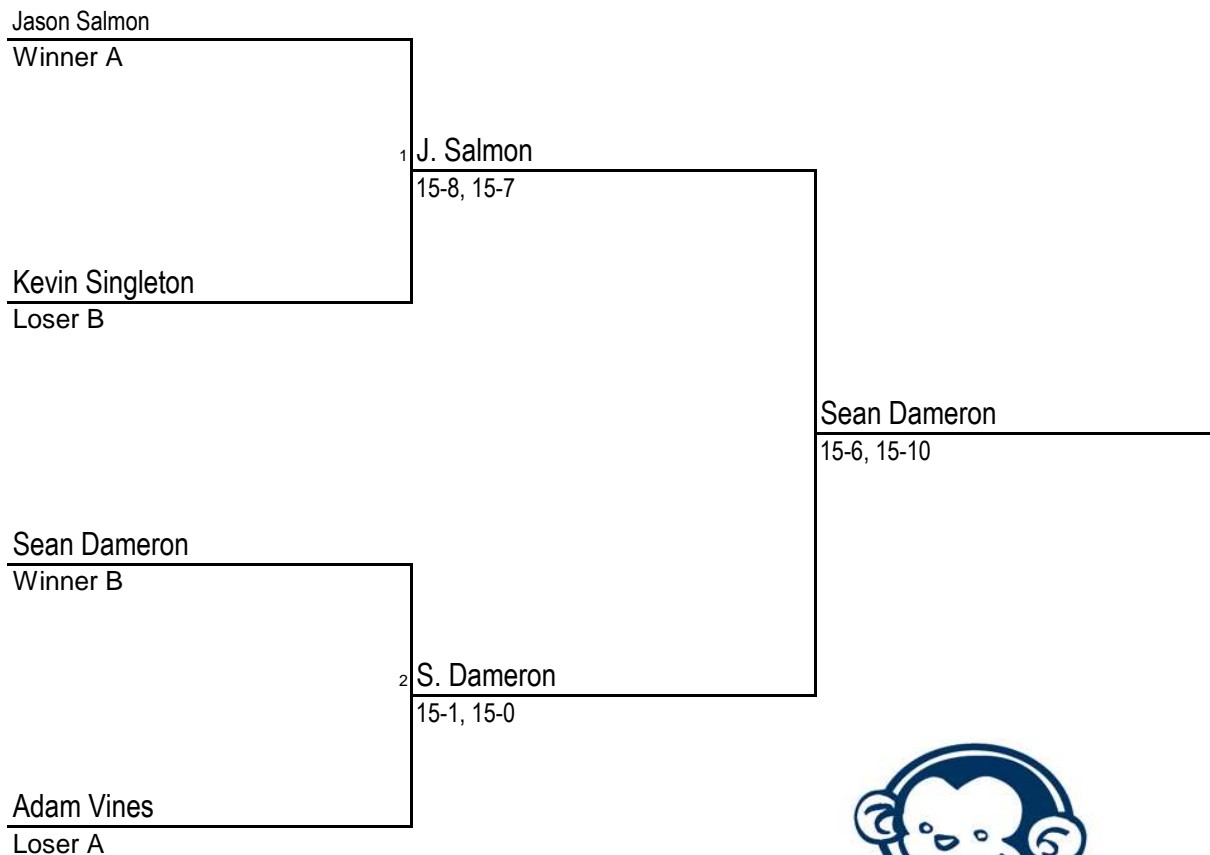 Jason Salmon
Winner A
1 J. Salmon
15-8, 15-7
Kevin Singleton
Loser B
Sean Dameron
15-6, 15-10
Sean Dameron
Winner B
2 S. Dameron
15-1, 15-0
Adam Vines
Loser A